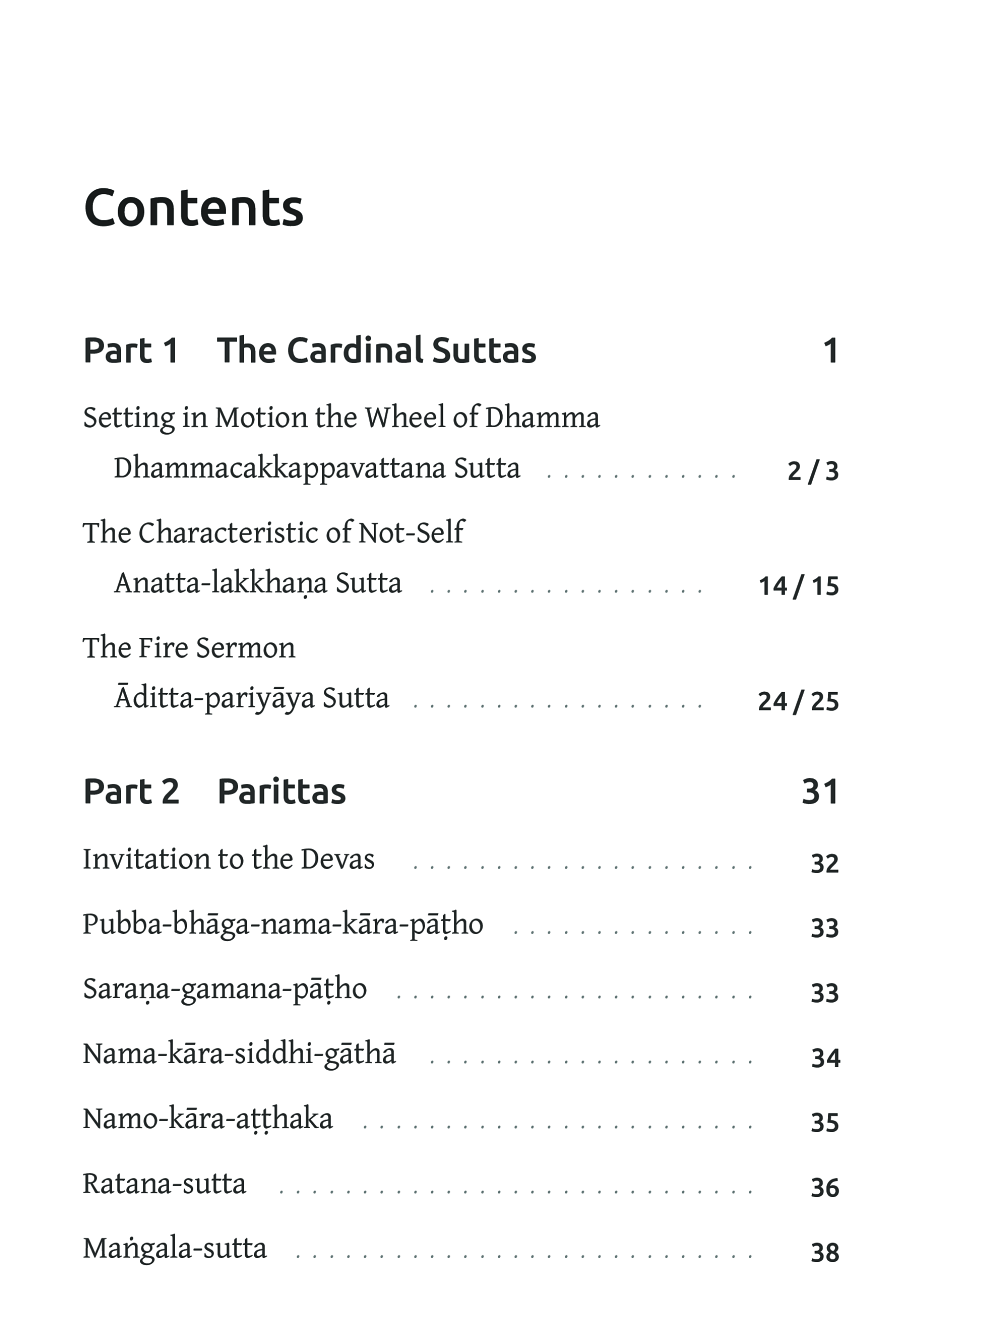 Contents
Part 1 The Cardinal Suttas 1
Setting in Motion the Wheel of Dhamma
Dhammacakkappavattana Sutta . . . . . . . . . . . . 2 / 3
The Characteristic of Not-Self
Anatta-lakkhaṇa Sutta . . . . . . . . . . . . . . . . . 14 / 15
The Fire Sermon
Āditta-pariyāya Sutta . . . . . . . . . . . . . . . . . . 24 / 25
Part 2 Parittas 31
Invitation to the Devas . . . . . . . . . . . . . . . . . . . . . 32
Pubba-bhāga-nama-kāra-pāṭho . . . . . . . . . . . . . . . 33
Saraṇa-gamana-pāṭho . . . . . . . . . . . . . . . . . . . . . . 33
Nama-kāra-siddhi-gāthā . . . . . . . . . . . . . . . . . . . . 34
Namo-kāra-aṭṭhaka . . . . . . . . . . . . . . . . . . . . . . . . 35
Ratana-sutta . . . . . . . . . . . . . . . . . . . . . . . . . . . . . 36
Maṅgala-sutta . . . . . . . . . . . . . . . . . . . . . . . . . . . . 38